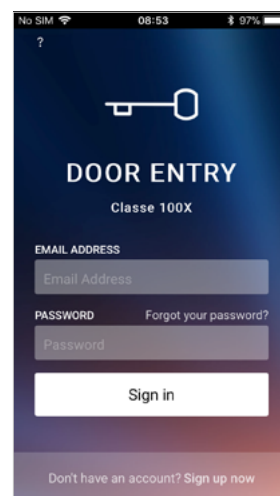 No SIM 08:53 97%
?
DOOR ENTRY
Classe 100X
EMAIL ADDRESS
Email Address
PASSWORD Forgot your password?
Password
Sign in
Don't have an account? Sign up now